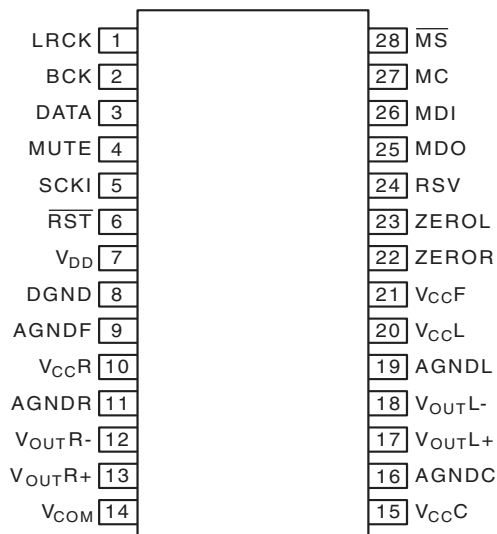 LRCK 1 28 M̅S̅
BCK 2 27 MC
DATA 3 26 MDI
MUTE 4 25 MDO
SCKI 5 24 RSV
R̅S̅T̅ 6 23 ZEROL
VDD 7 22 ZEROR
DGND 8 21 VCCF
AGNDF 9 20 VCCL
VCCR 10 19 AGNDL
AGNDR 11 18 VOUTL-
VOUTR- 12 17 VOUTL+
VOUTR+ 13 16 AGNDC
VCOM 14 15 VCCC